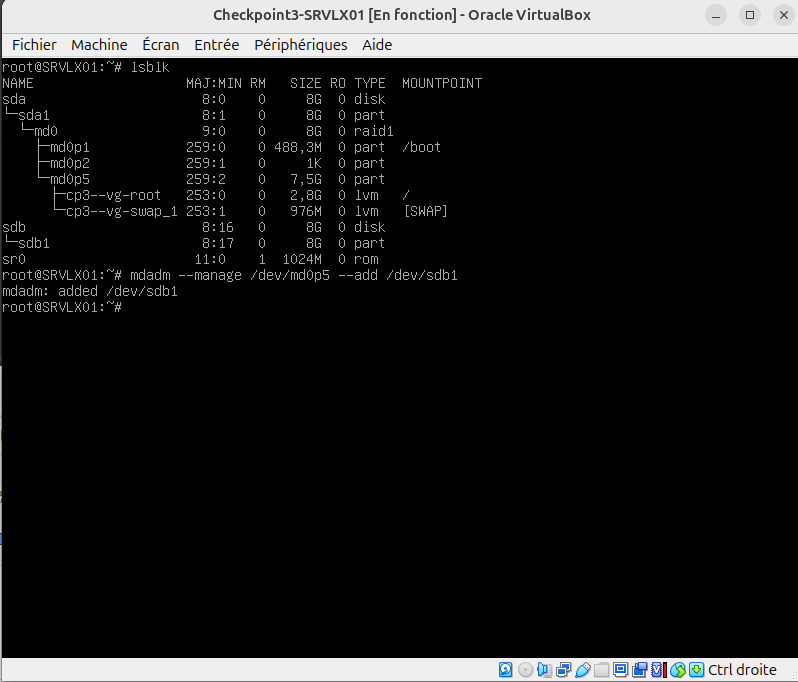 Checkpoint3-SRVLX01 [En fonction] - Oracle VirtualBox
Fichier Machine Écran Entrée Périphériques Aide
root@SRVLX01:~# lsblk
NAME                   MAJ:MIN RM   SIZE RO TYPE  MOUNTPOINT
sda                      8:0    0     8G  0 disk
└─sda1                   8:1    0     8G  0 part
  └─md0                  9:0    0     8G  0 raid1
    ├─md0p1            259:0    0 488,3M  0 part  /boot
    ├─md0p2            259:1    0     1K  0 part
    └─md0p5            259:2    0   7,5G  0 part
      ├─cp3--vg-root   253:0    0   2,8G  0 lvm   /
      └─cp3--vg-swap_1 253:1    0   976M  0 lvm   [SWAP]
sdb                      8:16   0     8G  0 disk
└─sdb1                   8:17   0     8G  0 part
sr0                     11:0    1  1024M  0 rom
root@SRVLX01:~# mdadm --manage /dev/md0p5 --add /dev/sdb1
mdadm: added /dev/sdb1
root@SRVLX01:~#
Ctrl droite